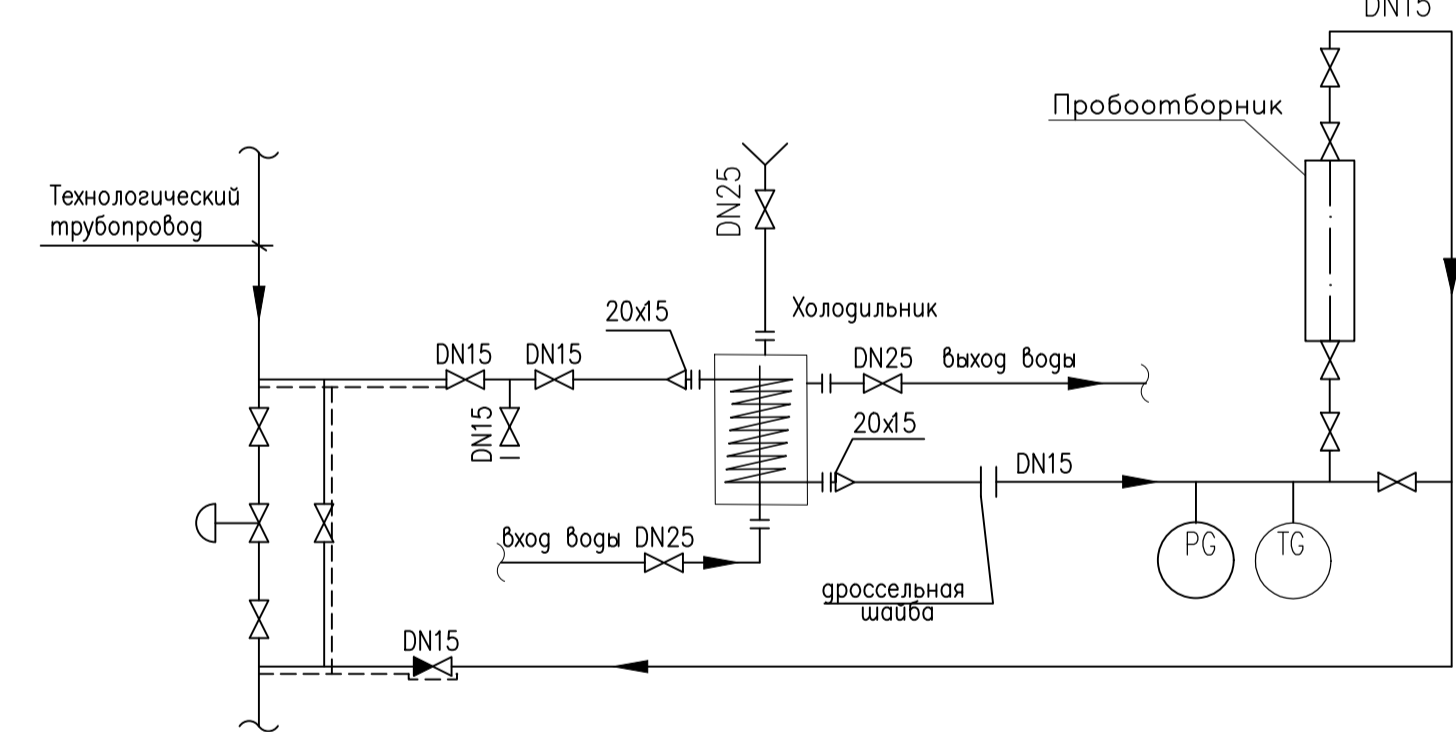 DN15
Пробоотборник
Технологический
трубопровод
DN25
20x15
Холодильник
DN15
DN15
DN25
выход воды
DN15
20x15
DN15
вход воды DN25
PG
TG
дроссельная
шайба
DN15